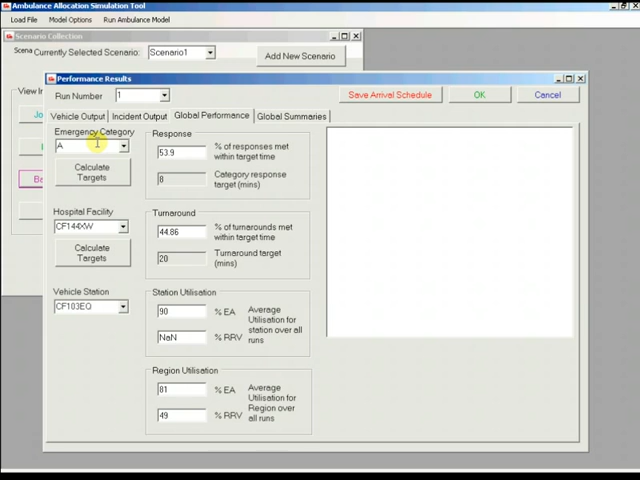 Ambulance Allocation Simulation Tool
Load File Model Options Run Ambulance Model
Scenario Collection
Scena Currently Selected Scenario: Scenario1 Add New Scenario
Performance Results
View In
Run Number 1 Save Arrival Schedule OK Cancel
Vehicle Output Incident Output Global Performance Global Summaries
Emergency Category
A
Calculate
Targets
Response
53.9 % of responses met
within target time
8 Category response
target (mins)
Hospital Facility
CF144XW
Calculate
Targets
Turnaround
44.86 % of turnarounds met
within target time
20 Turnaround target
(mins)
Vehicle Station
CF103EQ
Station Utilisation
90 % EA
NaN % RRV
Average
Utilisation for
station over all
runs
Region Utilisation
81 % EA
49 % RRV
Average
Utilisation for
Region over
all runs